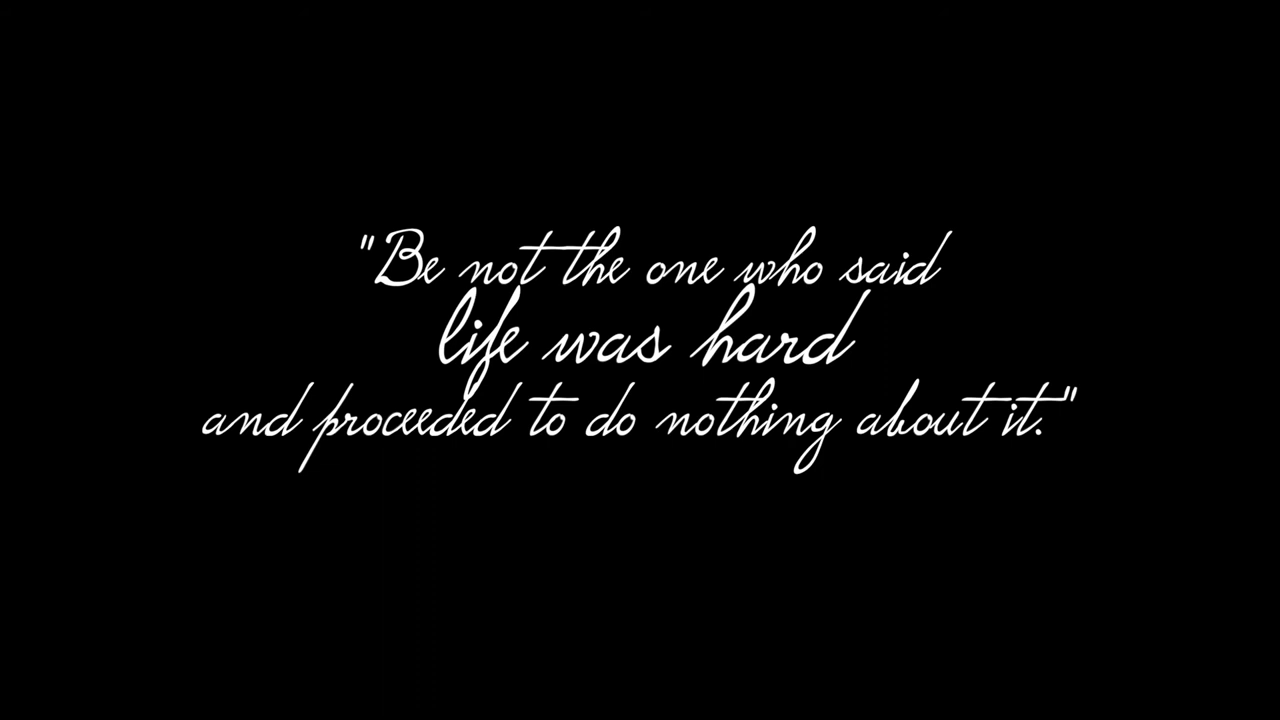 "Be not the one who said
life was hard
and proceeded to do nothing about it."